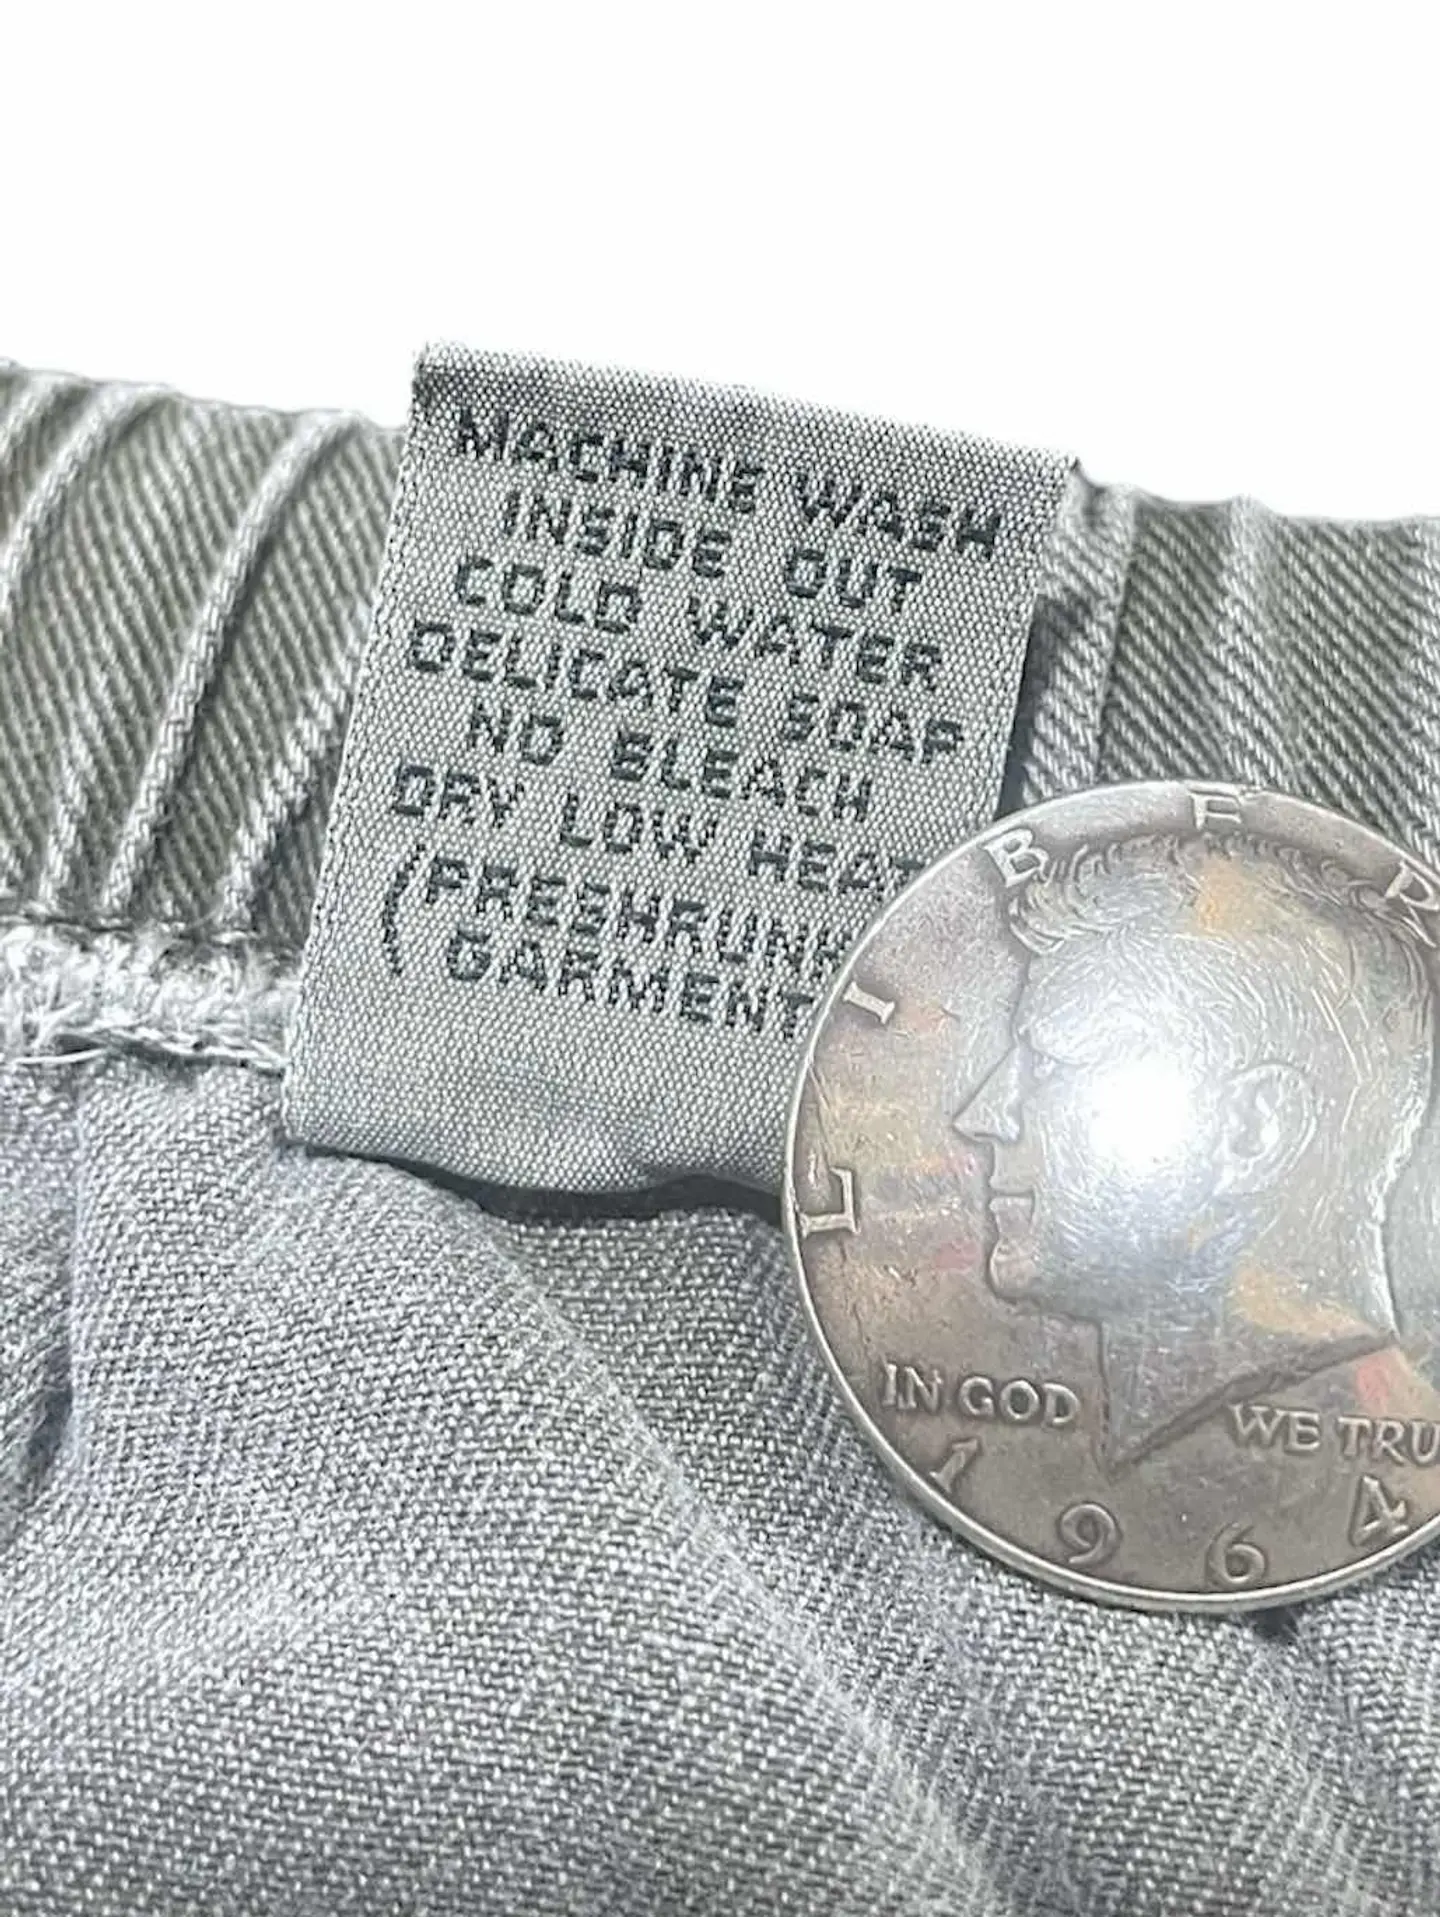 MACHINE WASH
INSIDE OUT
COLD WATER
DELICATE SOAP
NO BLEACH
DRY LOW HEAT
(PRESHRUNK
GARMENT
LIBER
IN GOD WE TRU
1964